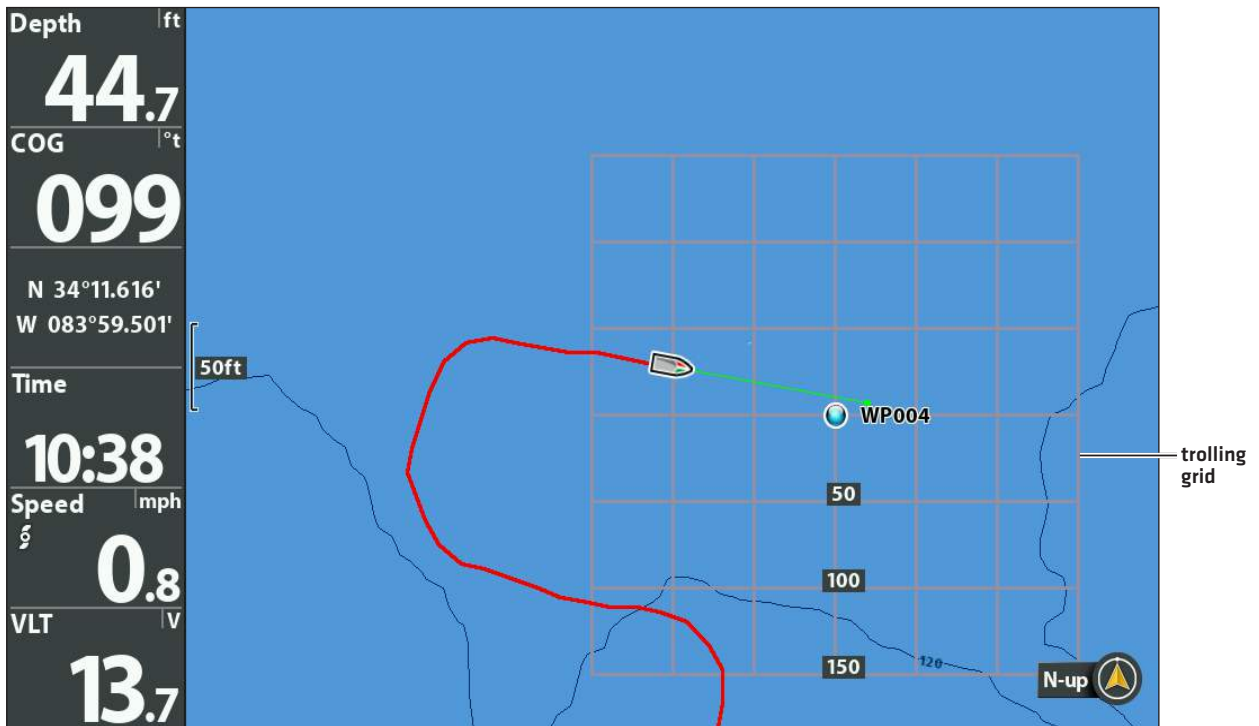 Depth ft
44.7
COG °t
099
N 34°11.616'
W 083°59.501'
Time
10:38
Speed mph
0.8
VLT V
13.7
50ft
WP004
50
100
150
120
N-up
trolling
grid